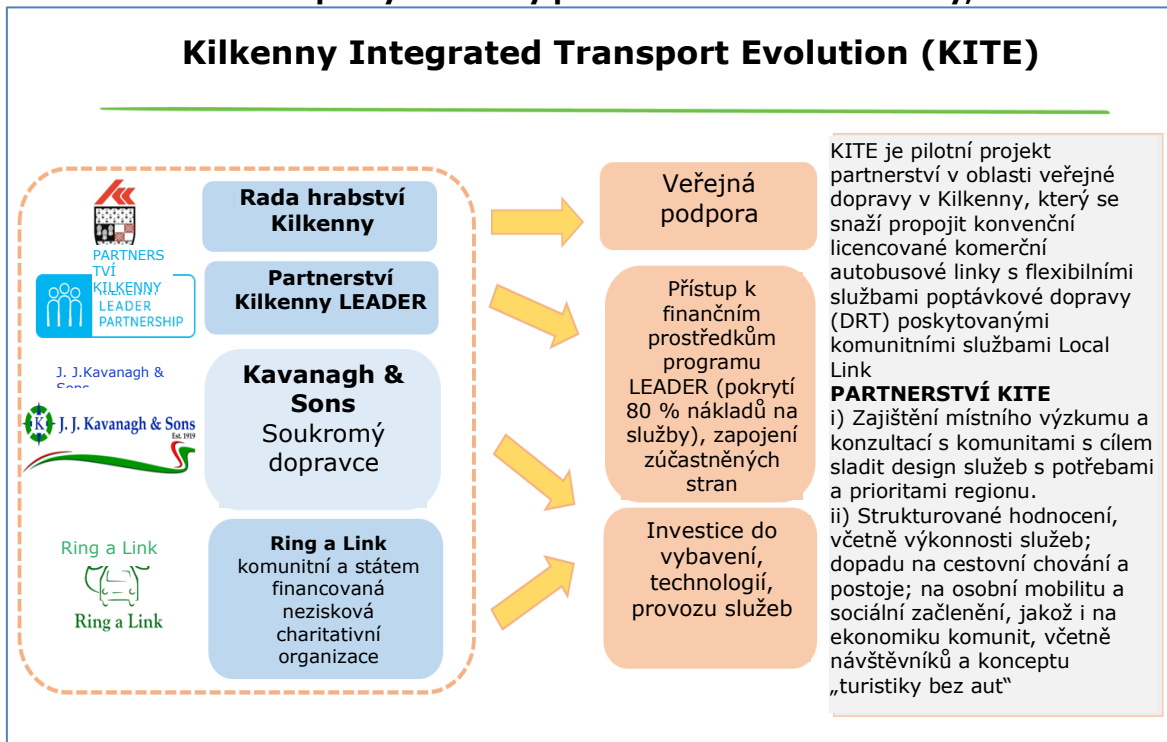 Kilkenny Integrated Transport Evolution (KITE)
PARTNERS
TVÍ
KILKENNY
LEADER
PARTNERSHIP
J. J.Kavanagh &
K
J. J. Kavanagh & Sons
Est. 1919
Ring a Link
Ring a Link
Rada hrabství
Kilkenny
Partnerství
Kilkenny LEADER
Kavanagh &
Sons
Soukromý
dopravce
Ring a Link
komunitní a státem
financovaná
nezisková
charitativní
organizace
Veřejná
podpora
Přístup k
finančním
prostředkům
programu
LEADER (pokrytí
80 % nákladů na
služby), zapojení
zúčastněných
stran
Investice do
vybavení,
technologií,
provozu služeb
KITE je pilotní projekt
partnerství v oblasti veřejné
dopravy v Kilkenny, který se
snaží propojit konvenční
licencované komerční
autobusové linky s flexibilními
službami poptávkové dopravy
(DRT) poskytovanými
komunitními službami Local
Link
PARTNERSTVÍ KITE
i) Zajištění místního výzkumu a
konzultací s komunitami s cílem
sladit design služeb s potřebami
a prioritami regionu.
ii) Strukturované hodnocení,
včetně výkonnosti služeb;
dopadu na cestovní chování a
postoje; na osobní mobilitu a
sociální začlenění, jakož i na
ekonomiku komunit, včetně
návštěvníků a konceptu
„turistiky bez aut“